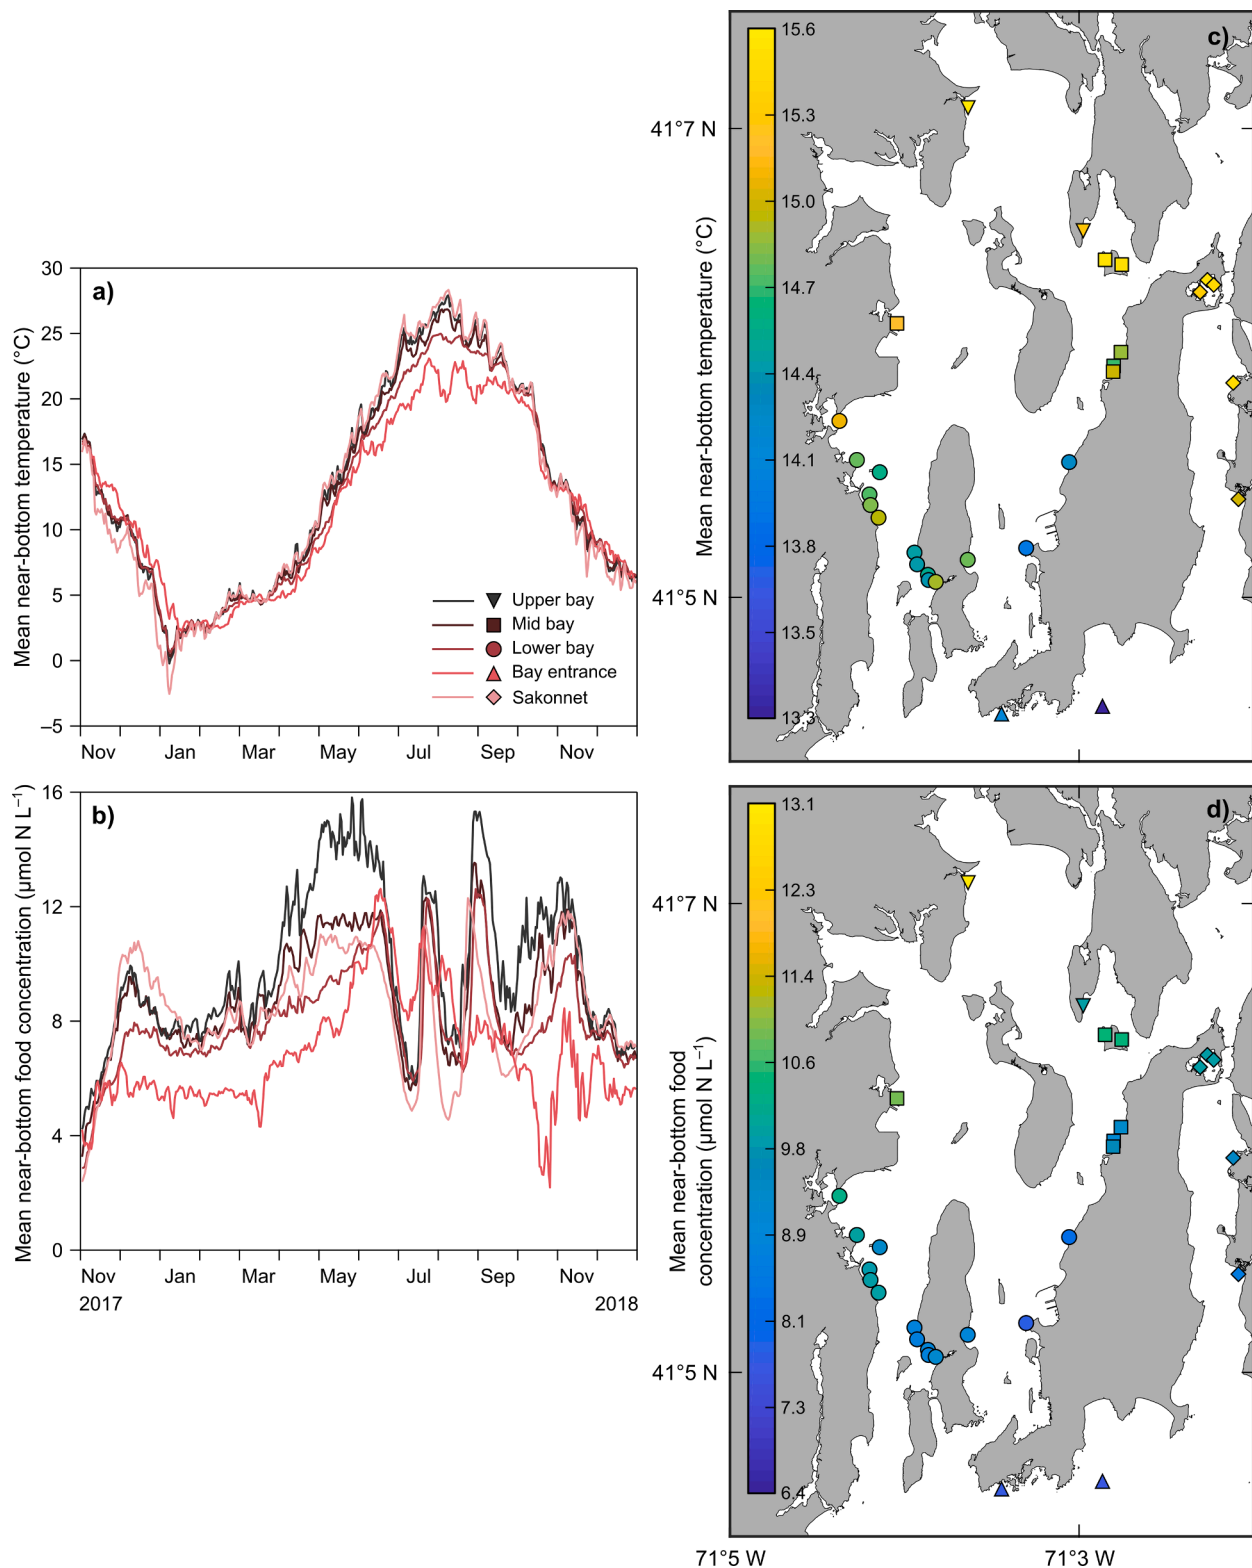 a)
Mean near-bottom temperature (°C)
30
25
20
15
10
5
0
–5
Nov Jan Mar May Jul Sep Nov
Upper bay
Mid bay
Lower bay
Bay entrance
Sakonnet
b)
Mean near-bottom food concentration (µmol N L–1)
16
12
8
4
0
Nov Jan Mar May Jul Sep Nov
2017 2018
c)
Mean near-bottom temperature (°C)
15.6
15.3
15.0
14.7
14.4
14.1
13.8
13.5
13.3
41°7 N
41°5 N
d)
Mean near-bottom food
concentration (µmol N L–1)
13.1
12.3
11.4
10.6
9.8
8.9
8.1
7.3
6.4
41°7 N
41°5 N
71°5 W 71°3 W